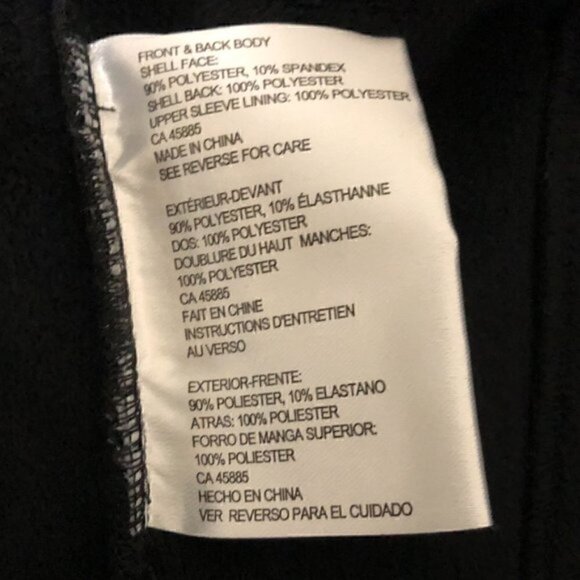 FRONT & BACK BODY
SHELL FACE:
90% POLYESTER, 10% SPANDEX
SHELL BACK: 100% POLYESTER
UPPER SLEEVE LINING: 100% POLYESTER
CA 45885
MADE IN CHINA
SEE REVERSE FOR CARE
EXTÉRIEUR-DEVANT
90% POLYESTER, 10% ÉLASTHANNE
DOS: 100% POLYESTER
DOUBLURE DU HAUT MANCHES:
100% POLYESTER
CA 45885
FAIT EN CHINE
INSTRUCTIONS D'ENTRETIEN
AU VERSO
EXTERIOR-FRENTE:
90% POLIESTER, 10% ELASTANO
ATRAS: 100% POLIESTER
FORRO DE MANGA SUPERIOR:
100% POLIESTER
CA 45885
HECHO EN CHINA
VER REVERSO PARA EL CUIDADO